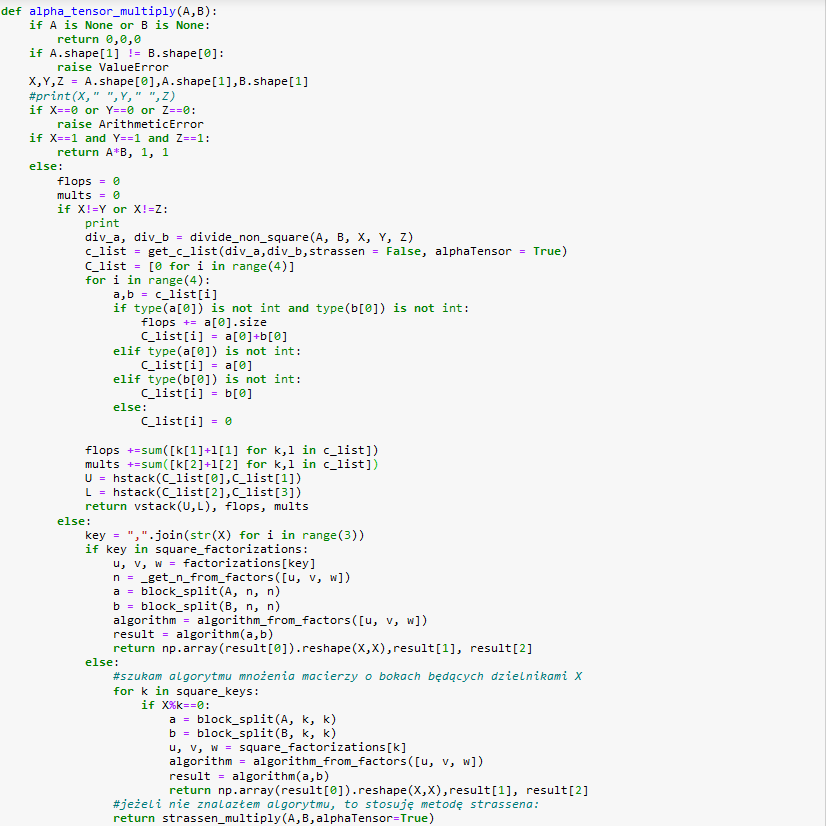 def alpha_tensor_multiply(A,B):
    if A is None or B is None:
        return 0,0,0
    if A.shape[1] != B.shape[0]:
        raise ValueError
    X,Y,Z = A.shape[0],A.shape[1],B.shape[1]
    #print(X," ",Y," ",Z)
    if X==0 or Y==0 or Z==0:
        raise ArithmeticError
    if X==1 and Y==1 and Z==1:
        return A*B, 1, 1
    else:
        flops = 0
        mults = 0
        if X!=Y or X!=Z:
            print
            div_a, div_b = divide_non_square(A, B, X, Y, Z)
            c_list = get_c_list(div_a,div_b,strassen = False, alphaTensor = True)
            C_list = [0 for i in range(4)]
            for i in range(4):
                a,b = c_list[i]
                if type(a[0]) is not int and type(b[0]) is not int:
                    flops += a[0].size
                    C_list[i] = a[0]+b[0]
                elif type(a[0]) is not int:
                    C_list[i] = a[0]
                elif type(b[0]) is not int:
                    C_list[i] = b[0]
                else:
                    C_list[i] = 0

            flops +=sum([k[1]+l[1] for k,l in c_list])
            mults +=sum([k[2]+l[2] for k,l in c_list])
            U = hstack(C_list[0],C_list[1])
            L = hstack(C_list[2],C_list[3])
            return vstack(U,L), flops, mults
        else:
            key = ",".join(str(X) for i in range(3))
            if key in square_factorizations:
                u, v, w = factorizations[key]
                n = _get_n_from_factors([u, v, w])
                a = block_split(A, n, n)
                b = block_split(B, n, n)
                algorithm = algorithm_from_factors([u, v, w])
                result = algorithm(a,b)
                return np.array(result[0]).reshape(X,X),result[1], result[2]
            else:
                #szukam algorytmu mnożenia macierzy o bokach będących dzielnikami X
                for k in square_keys:
                    if X%k==0:
                        a = block_split(A, k, k)
                        b = block_split(B, k, k)
                        u, v, w = square_factorizations[k]
                        algorithm = algorithm_from_factors([u, v, w])
                        result = algorithm(a,b)
                        return np.array(result[0]).reshape(X,X),result[1], result[2]
                #jeżeli nie znalazłem algorytmu, to stosuję metodę strassena:
                return strassen_multiply(A,B,alphaTensor=True)